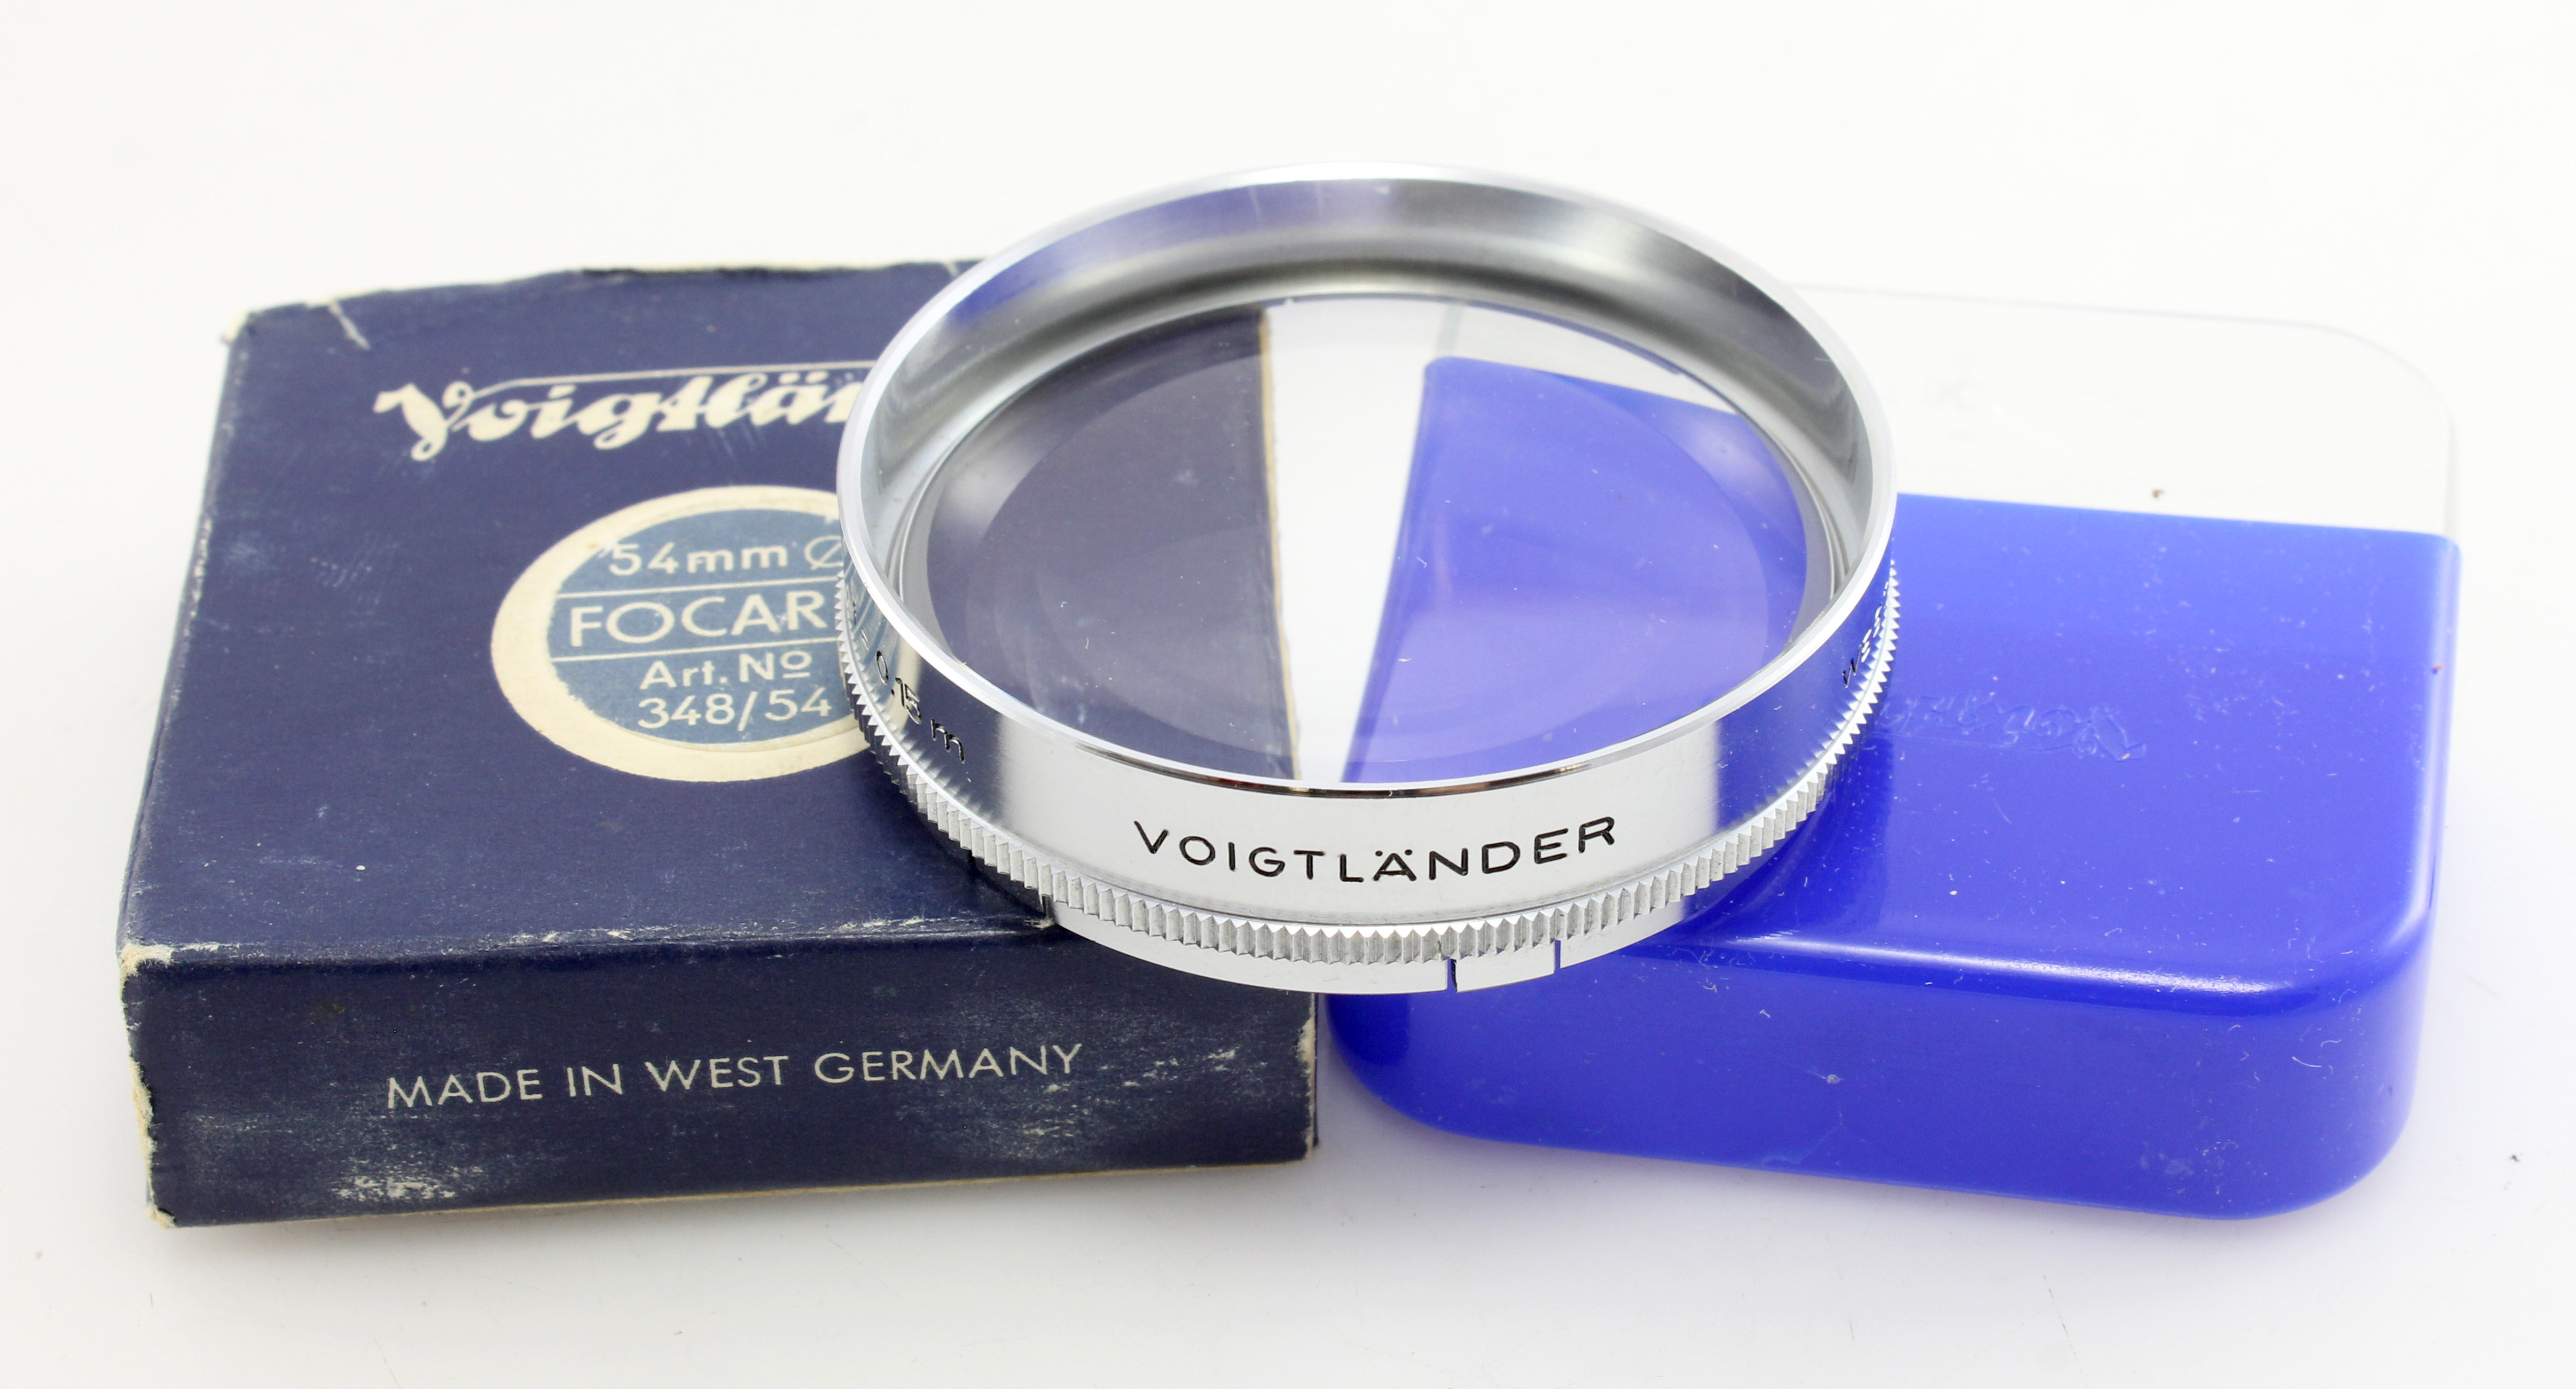 Voigtlän
54mm Ø
FOCAR
Art. No
348/54
MADE IN WEST GERMANY
0.15 m
VOIGTLÄNDER